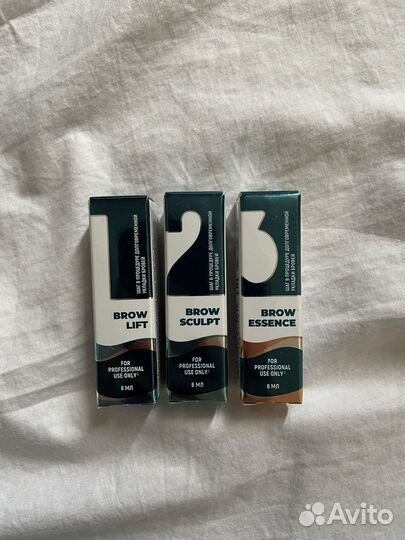 1
ШАГ В ПРОЦЕДУРЕ ДОЛГОВРЕМЕННОЙ
УКЛАДКИ БРОВЕЙ
BROW
LIFT
FOR
PROFESSIONAL
USE ONLY
8 МЛ
2
ШАГ В ПРОЦЕДУРЕ ДОЛГОВРЕМЕННОЙ
УКЛАДКИ БРОВЕЙ
BROW
SCULPT
FOR
PROFESSIONAL
USE ONLY
8 МЛ
3
ШАГ В ПРОЦЕДУРЕ ДОЛГОВРЕМЕННОЙ
УКЛАДКИ БРОВЕЙ
BROW
ESSENCE
FOR
PROFESSIONAL
USE ONLY
8 МЛ
Avito